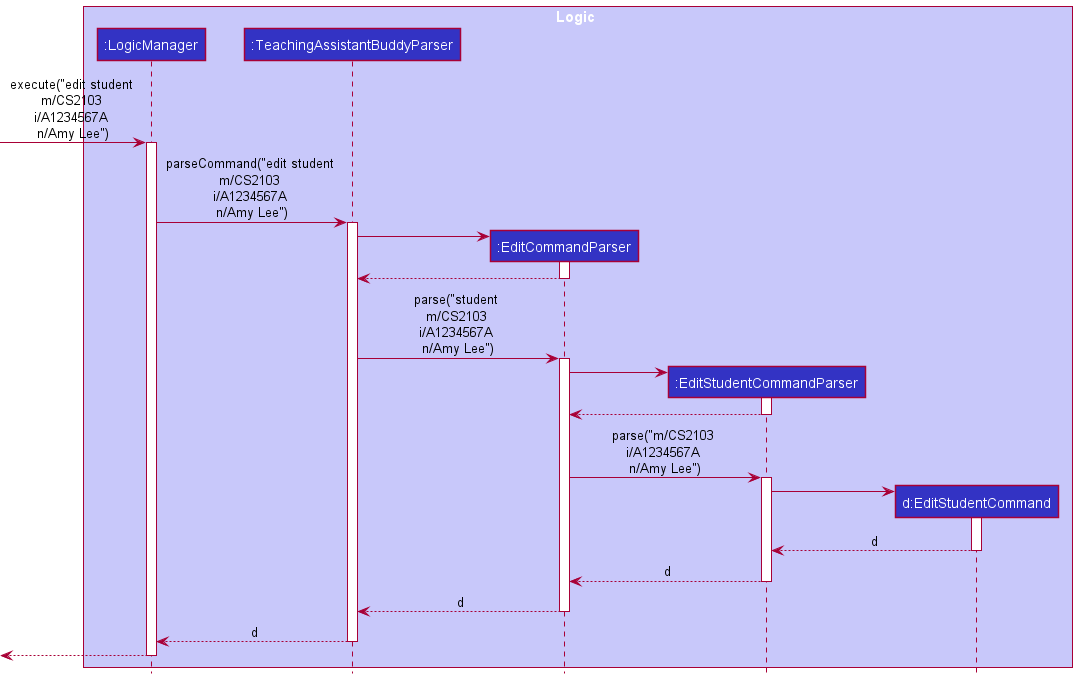 Logic
:LogicManager
:TeachingAssistantBuddyParser
execute("edit student
m/CS2103
i/A1234567A
n/Amy Lee")
parseCommand("edit student
m/CS2103
i/A1234567A
n/Amy Lee")
:EditCommandParser
parse("student
m/CS2103
i/A1234567A
n/Amy Lee")
:EditStudentCommandParser
parse("m/CS2103
i/A1234567A
n/Amy Lee")
d:EditStudentCommand
d
d
d
d